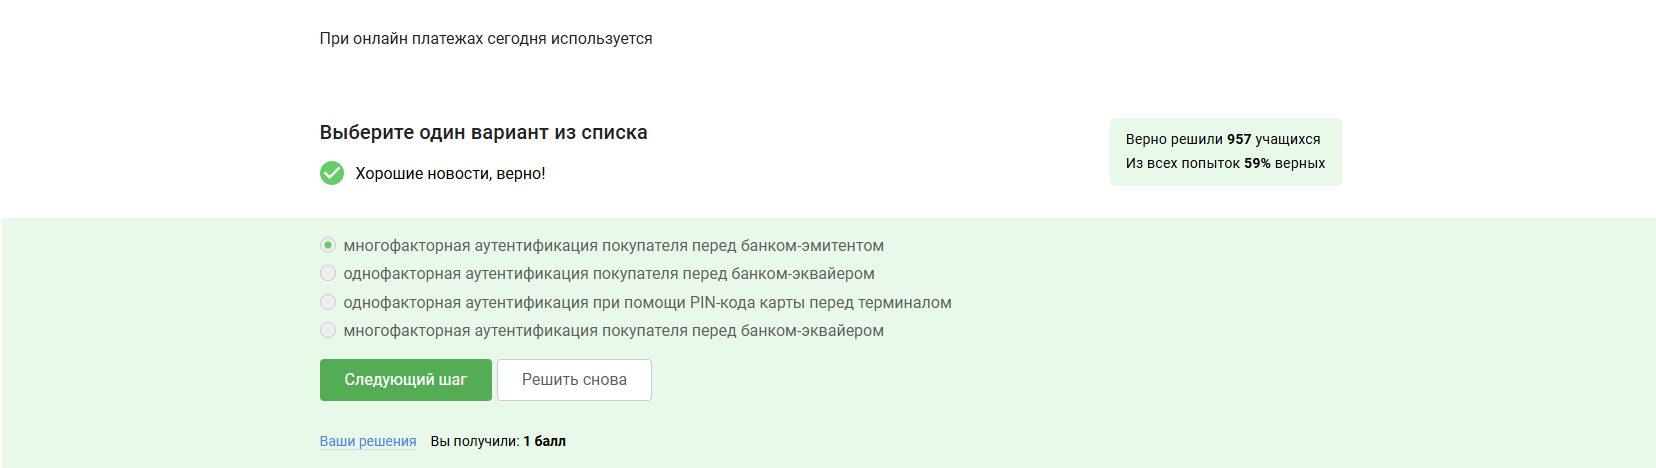 При онлайн платежах сегодня используется
Выберите один вариант из списка
Хорошие новости, верно!
Верно решили 957 учащихся
Из всех попыток 59% верных
многофакторная аутентификация покупателя перед банком-эмитентом
однофакторная аутентификация покупателя перед банком-эквайером
однофакторная аутентификация при помощи PIN-кода карты перед терминалом
многофакторная аутентификация покупателя перед банком-эквайером
Следующий шаг
Решить снова
Ваши решения Вы получили: 1 балл